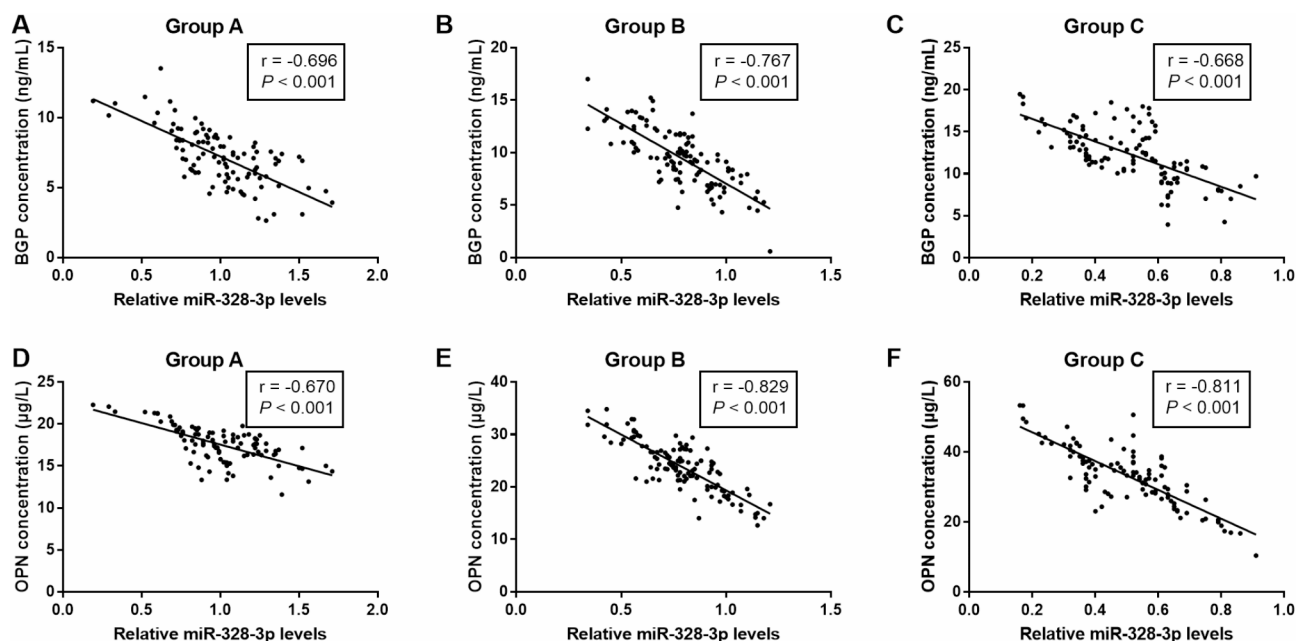 A
Group A
BGP concentration (ng/mL)
15
10
5
0
0.0
0.5
1.0
1.5
2.0
r = -0.696
P < 0.001
Relative miR-328-3p levels
B
Group B
BGP concentration (ng/mL)
20
15
10
5
0
0.0
0.5
1.0
1.5
r = -0.767
P < 0.001
Relative miR-328-3p levels
C
Group C
BGP concentration (ng/mL)
25
20
15
10
5
0
0.0
0.2
0.4
0.6
0.8
1.0
r = -0.668
P < 0.001
Relative miR-328-3p levels
D
Group A
OPN concentration (µg/L)
25
20
15
10
5
0
0.0
0.5
1.0
1.5
2.0
r = -0.670
P < 0.001
Relative miR-328-3p levels
E
Group B
OPN concentration (µg/L)
40
30
20
10
0
0.0
0.5
1.0
1.5
r = -0.829
P < 0.001
Relative miR-328-3p levels
F
Group C
OPN concentration (µg/L)
60
40
20
0
0.0
0.2
0.4
0.6
0.8
1.0
r = -0.811
P < 0.001
Relative miR-328-3p levels